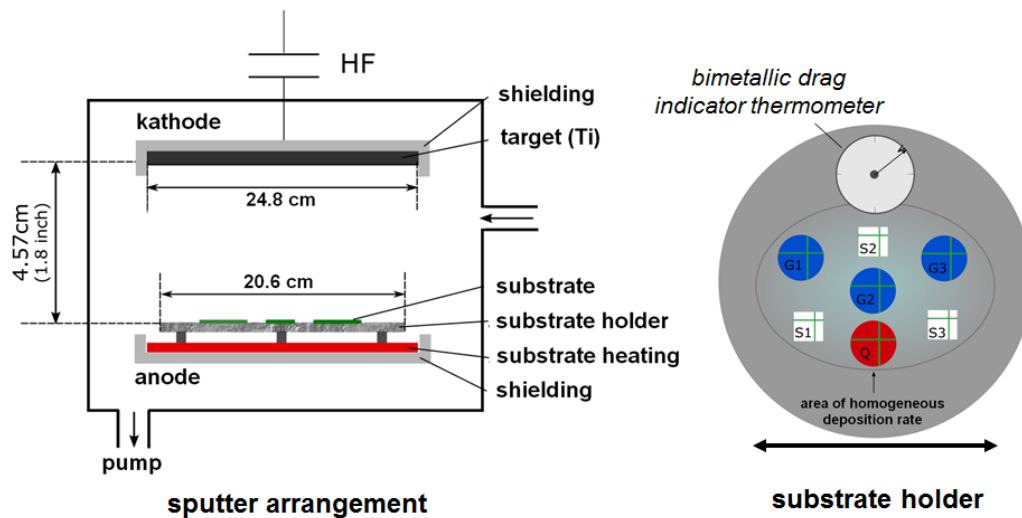 HF
shielding
kathode
target (Ti)
24.8 cm
4.57cm
(1.8 inch)
20.6 cm
substrate
substrate holder
substrate heating
anode
shielding
pump
sputter arrangement
bimetallic drag
indicator thermometer
S2
G1
G3
G2
S1
S3
Q
area of homogeneous
deposition rate
substrate holder